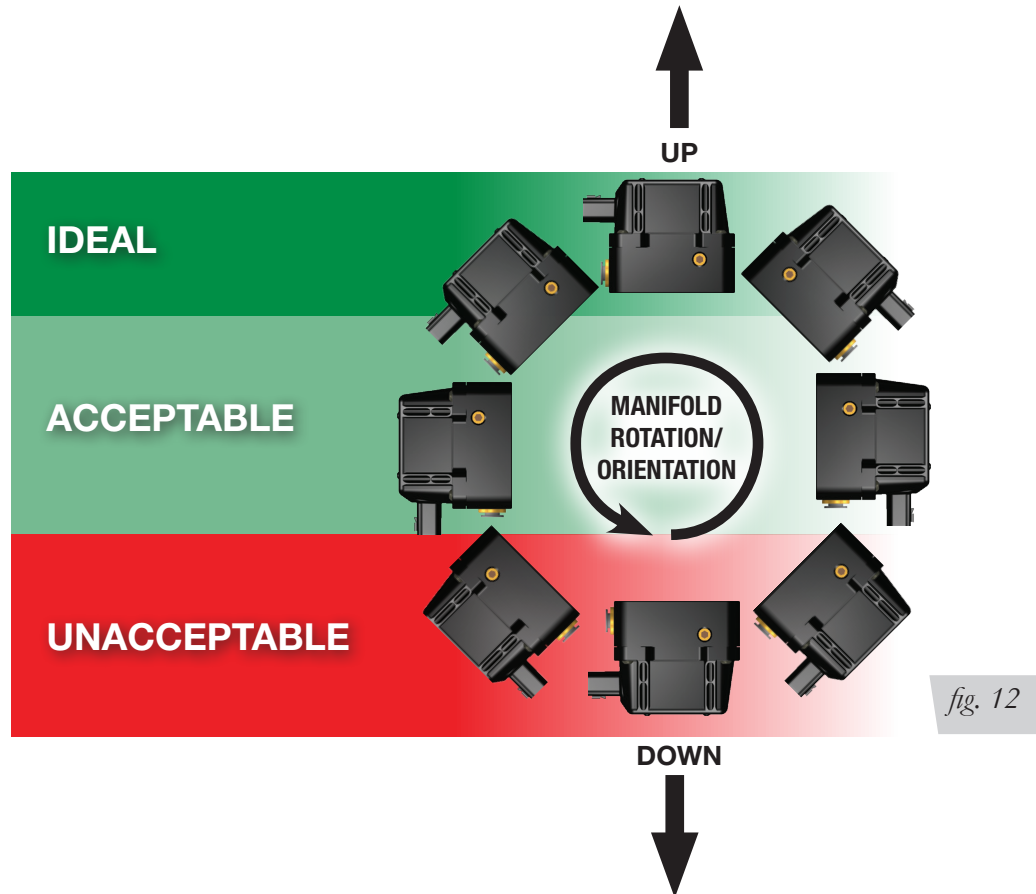 UP
IDEAL
ACCEPTABLE
MANIFOLD
ROTATION/
ORIENTATION
UNACCEPTABLE
fig. 12
DOWN